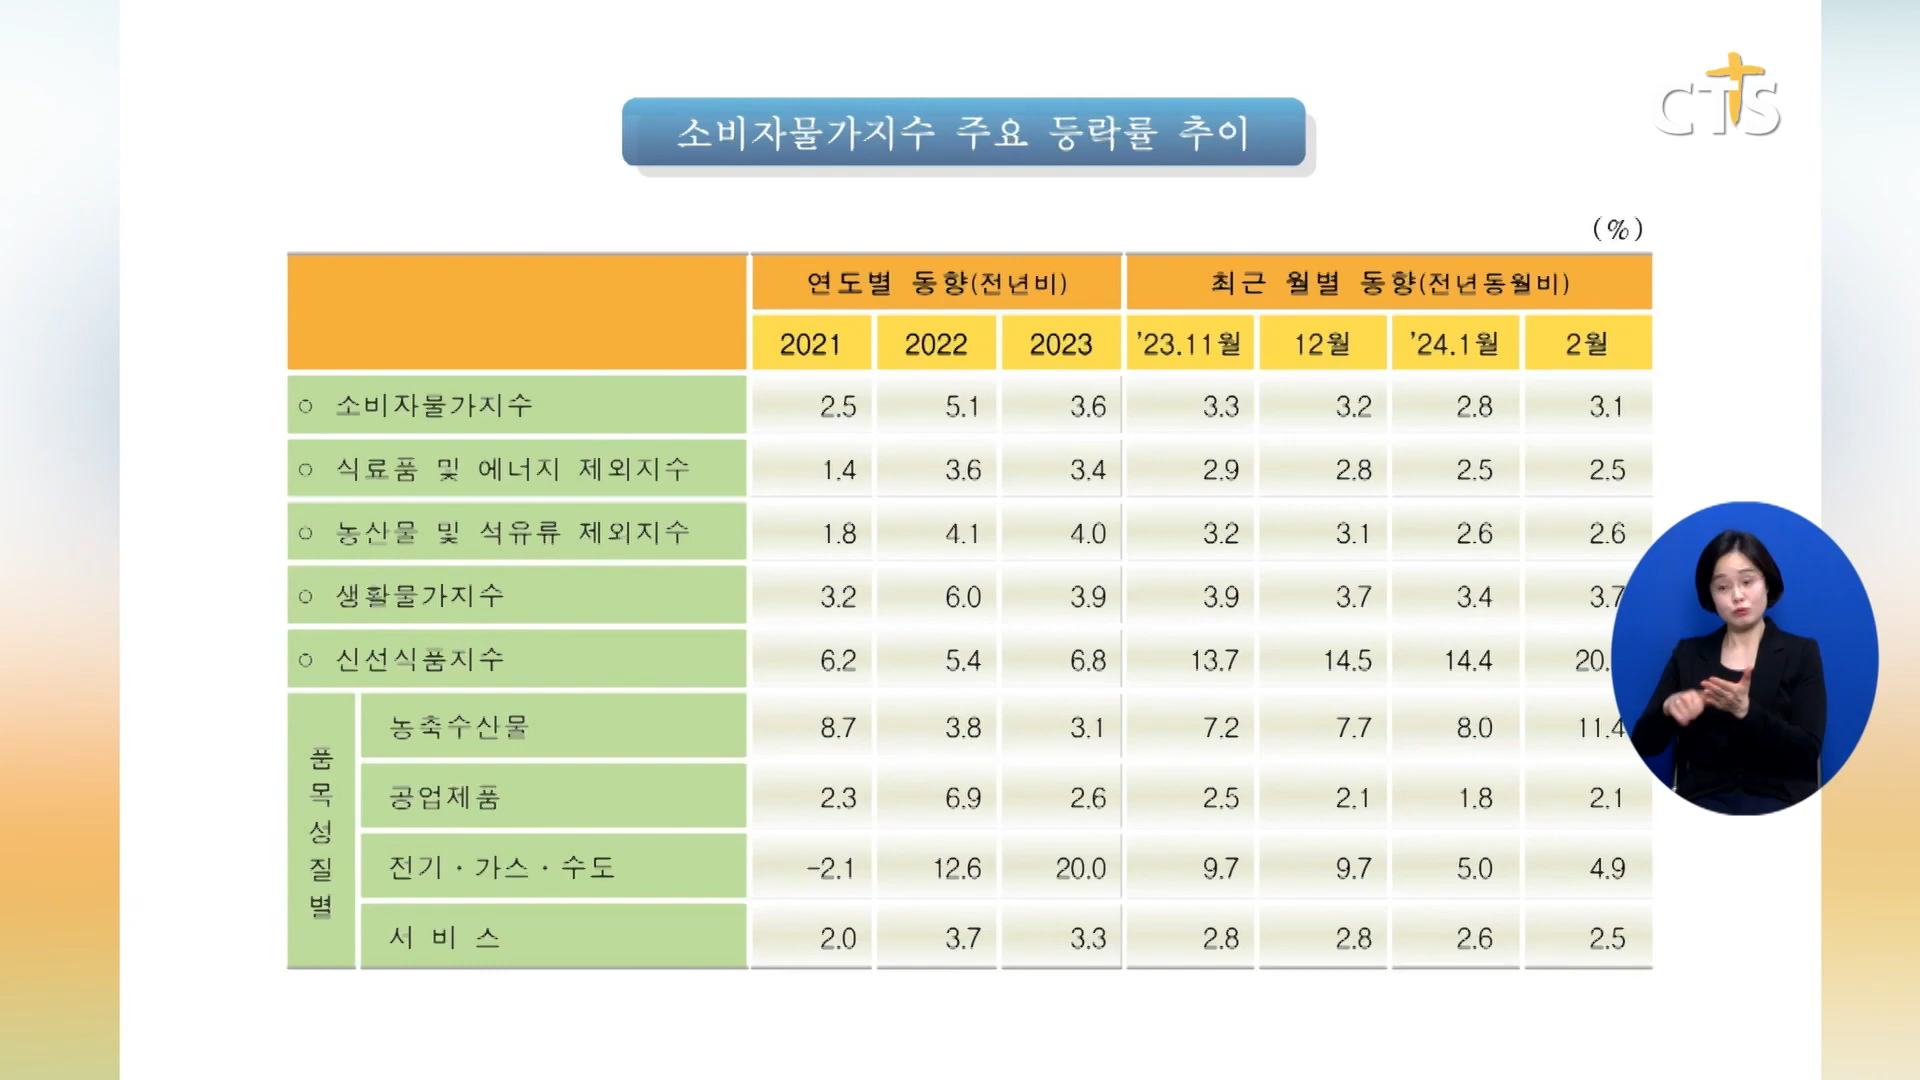 CTS
소비자물가지수 주요 등락률 추이
(%)
연도별 동향(전년비) 최근 월별 동향(전년동월비)
2021 2022 2023 '23.11월 12월 '24.1월 2월
○ 소비자물가지수 2.5 5.1 3.6 3.3 3.2 2.8 3.1
○ 식료품 및 에너지 제외지수 1.4 3.6 3.4 2.9 2.8 2.5 2.5
○ 농산물 및 석유류 제외지수 1.8 4.1 4.0 3.2 3.1 2.6 2.6
○ 생활물가지수 3.2 6.0 3.9 3.9 3.7 3.4 3.7
○ 신선식품지수 6.2 5.4 6.8 13.7 14.5 14.4
품목성질별
농축수산물 8.7 3.8 3.1 7.2 7.7 8.0 11.4
공업제품 2.3 6.9 2.6 2.5 2.1 1.8 2.1
전기·가스·수도 -2.1 12.6 20.0 9.7 9.7 5.0 4.9
서 비 스 2.0 3.7 3.3 2.8 2.8 2.6 2.5